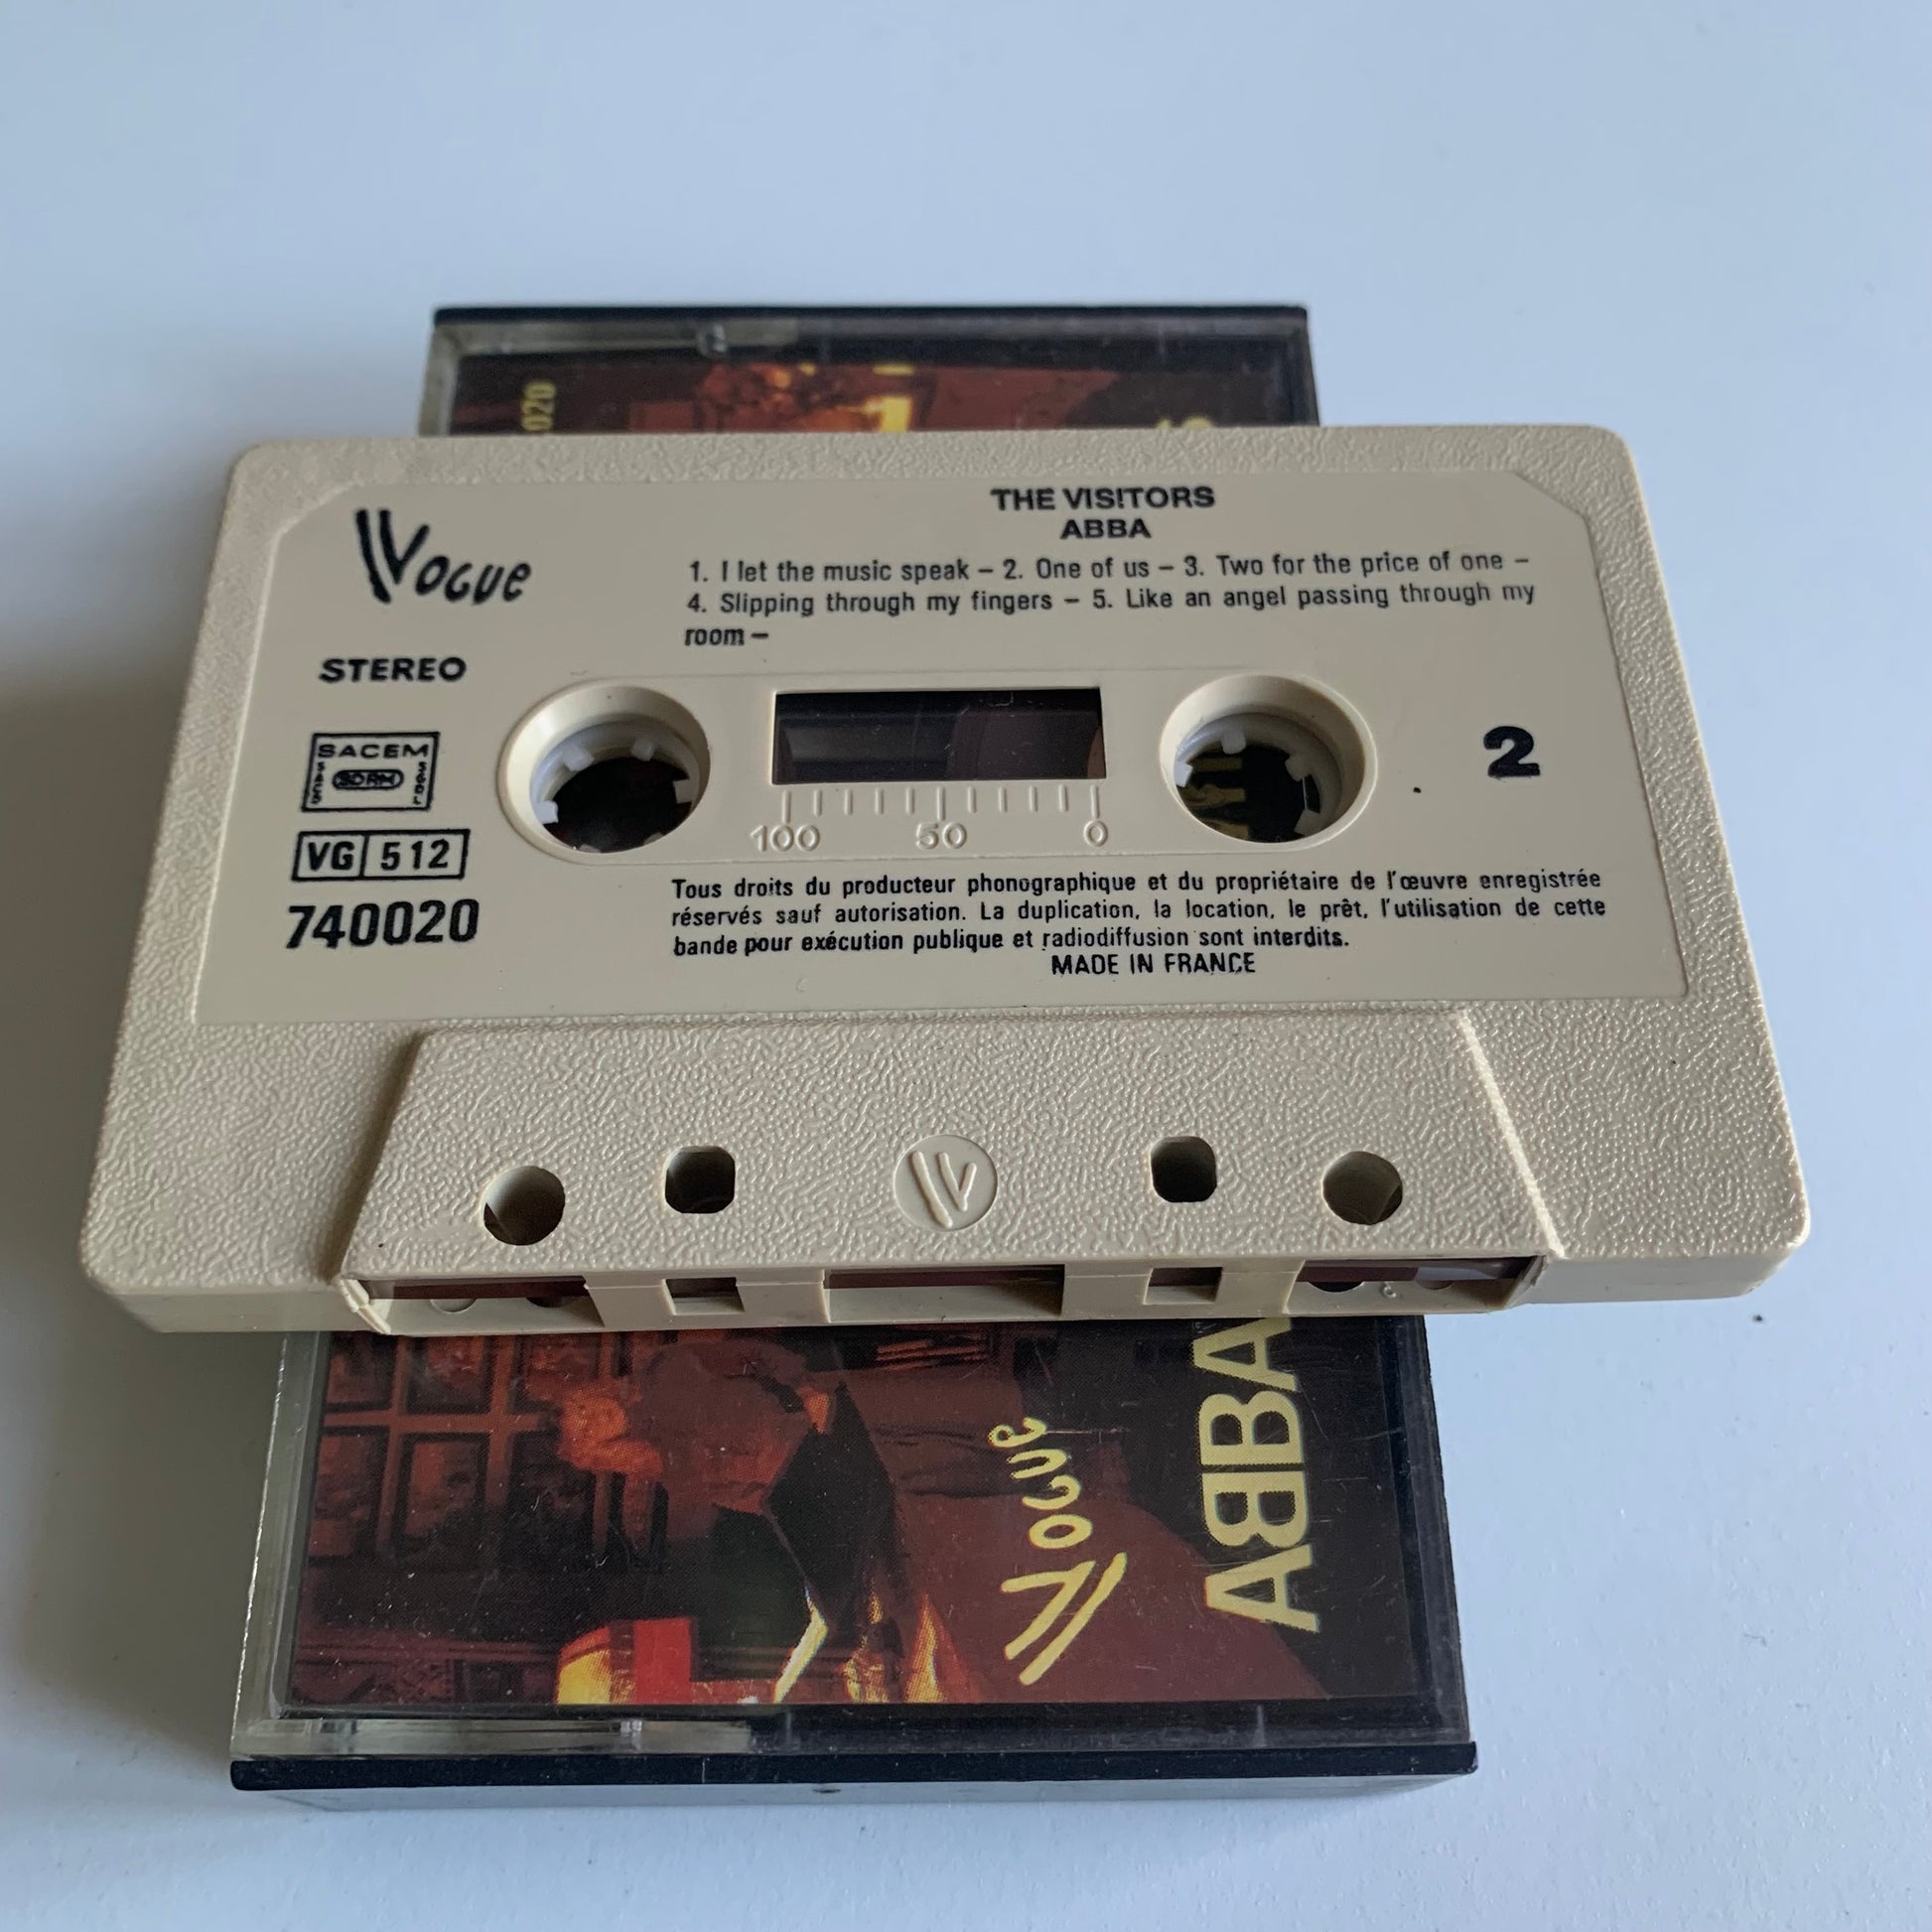 020
S
Vogue
THE VISITORS
ABBA
1. I let the music speak – 2. One of us – 3. Two for the price of one –
4. Slipping through my fingers – 5. Like an angel passing through my
room –
STEREO
SACEM
SACD SDRM SGDL
2
100 50 0
VG 512
740020
Tous droits du producteur phonographique et du propriétaire de l'œuvre enregistrée
réservés sauf autorisation. La duplication, la location, le prêt, l'utilisation de cette
bande pour exécution publique et radiodiffusion sont interdits.
MADE IN FRANCE
Vogue
ABBA